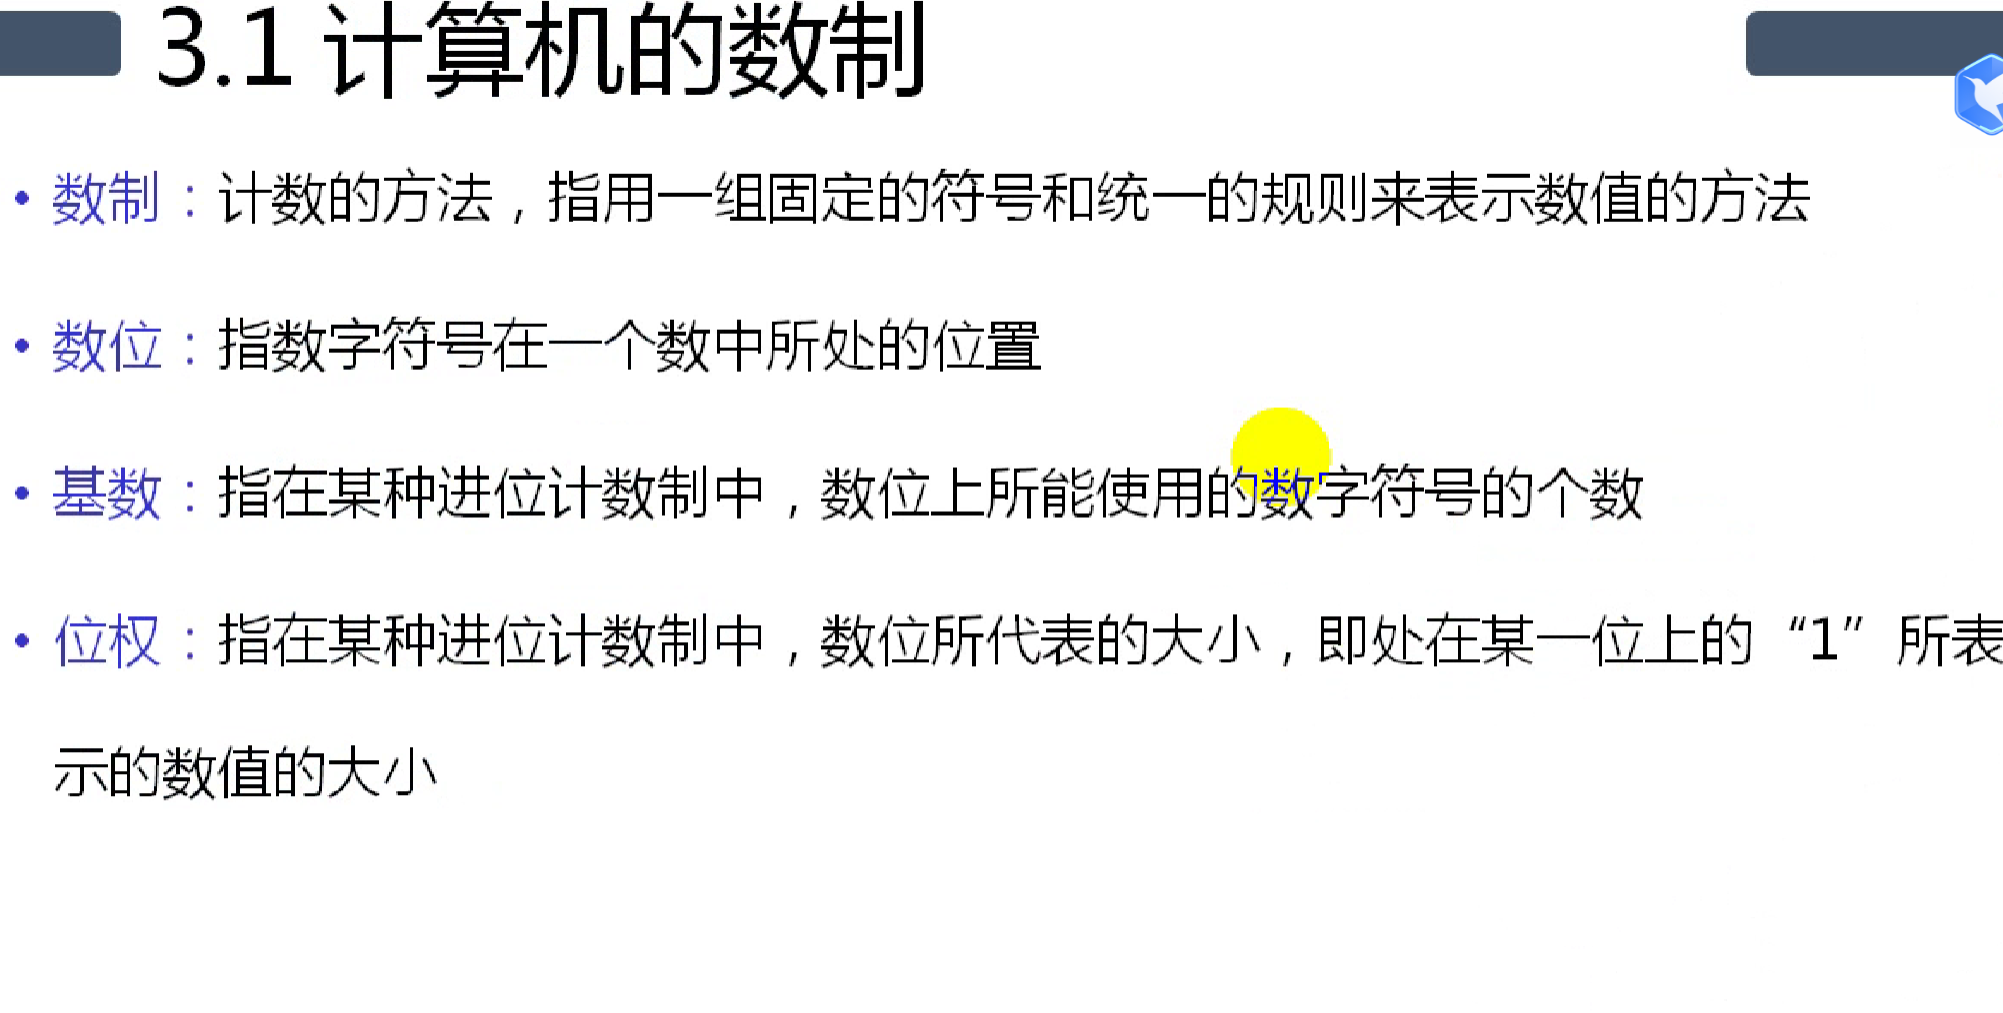 3.1 计算机的数制
• 数制：计数的方法，指用一组固定的符号和统一的规则来表示数值的方法
• 数位：指数字符号在一个数中所处的位置
• 基数：指在某种进位计数制中，数位上所能使用的数字符号的个数
• 位权：指在某种进位计数制中，数位所代表的大小，即处在某一位上的“1”所表
示的数值的大小